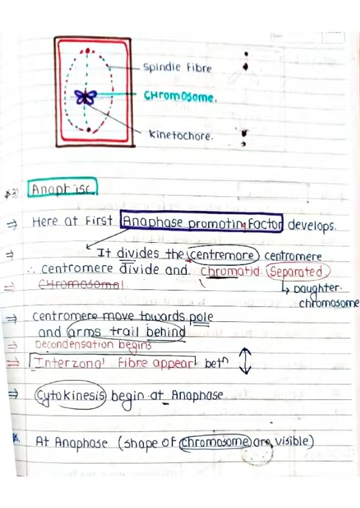 Spindle Fibre
Chromosome.
Kinetochore.
Anaphase
⇒ Here at First Anaphase promoting Factor develops.
⇒ It divides the centremore centromere
∴ centromere divide and chromatid Separated
⇒ Chromosomal
↳ Daughter chromosome
⇒ centromere move towards pole
and arms trail behind
⇒ Decondensation begins
⇒ Interzonal Fibre appear betⁿ
⇒ Cytokinesis begin at Anaphase
* At Anaphase (shape of chromosome are visible)